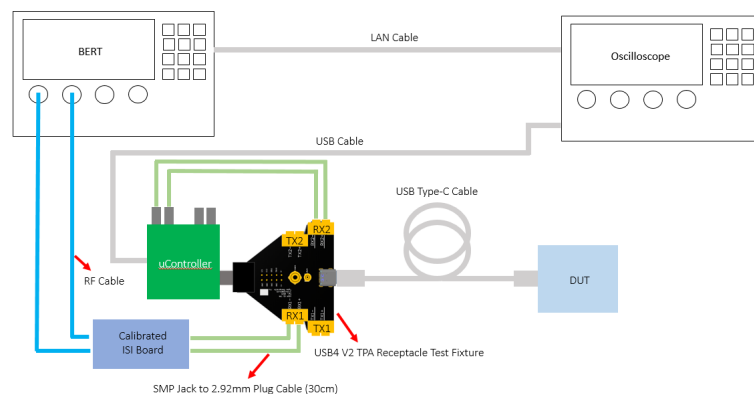 LAN Cable
BERT
Oscilloscope
USB Cable
USB Type-C Cable
RX2
TX2
uController
DUT
RF Cable
RX1
TX1
Calibrated
ISI Board
USB4 V2 TPA Receptacle Test Fixture
SMP Jack to 2.92mm Plug Cable (30cm)